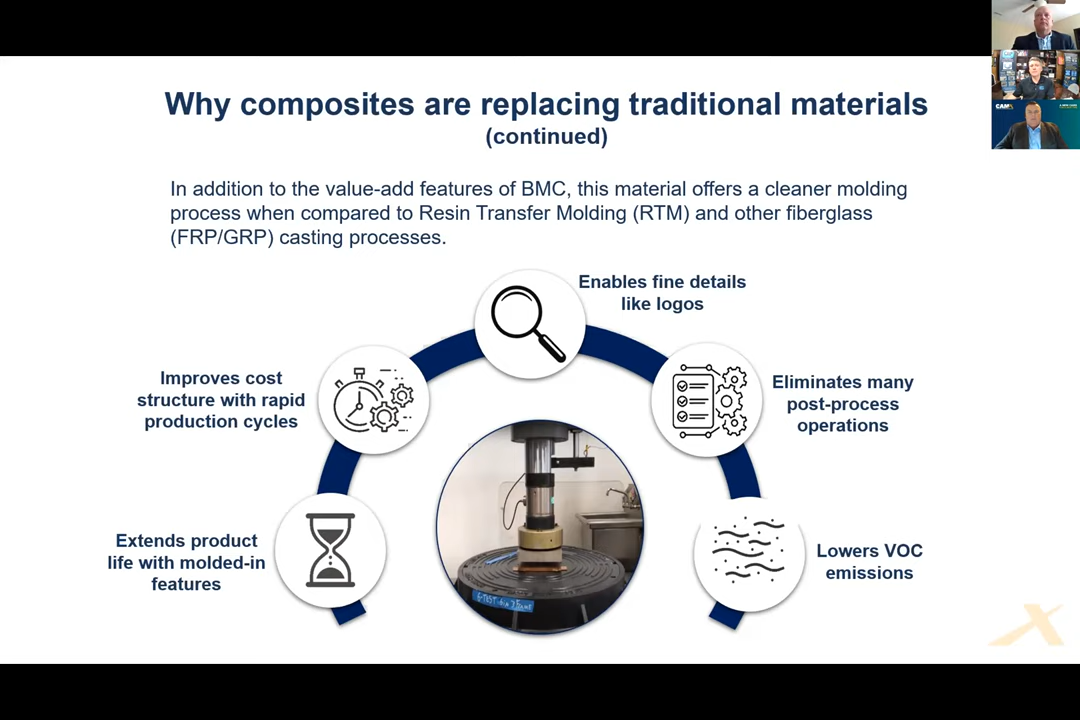 Why composites are replacing traditional materials
(continued)
In addition to the value-add features of BMC, this material offers a cleaner molding
process when compared to Resin Transfer Molding (RTM) and other fiberglass
(FRP/GRP) casting processes.
Enables fine details
like logos
Improves cost
structure with rapid
production cycles
Eliminates many
post-process
operations
Extends product
life with molded-in
features
Lowers VOC
emissions